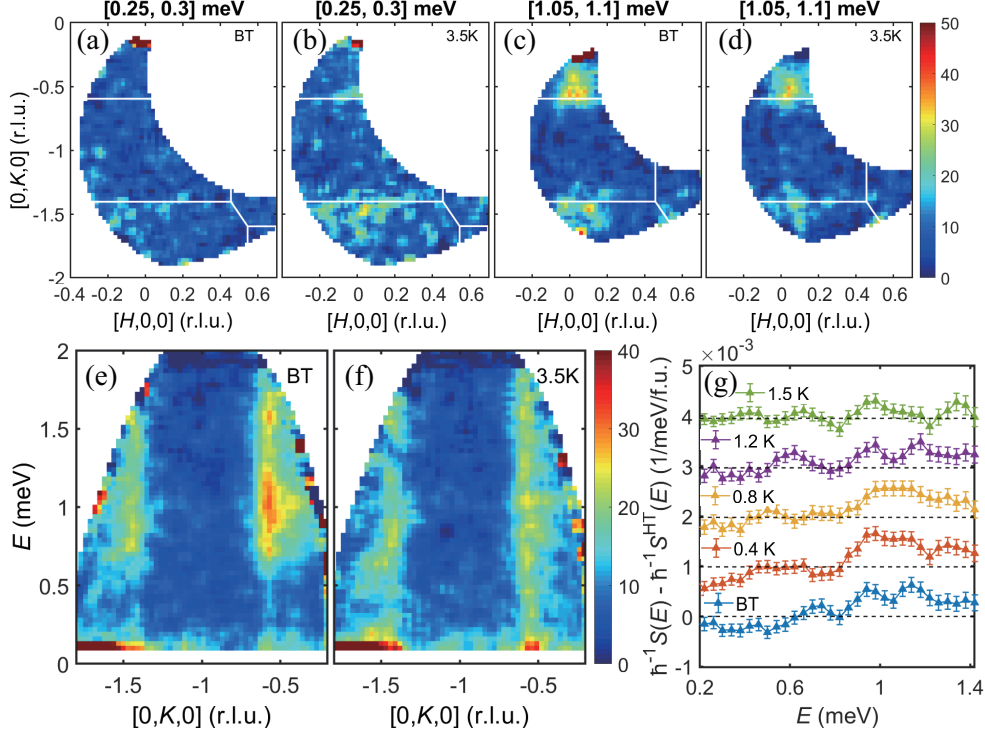 [0.25, 0.3] meV [0.25, 0.3] meV [1.05, 1.1] meV [1.05, 1.1] meV
(a) BT (b) 3.5K (c) BT (d) 3.5K
0
-0.5
-1
-1.5
-2
[0,K,0] (r.l.u.)
50
40
30
20
10
0
-0.4 -0.2 0 0.2 0.4 0.6 -0.2 0 0.2 0.4 0.6 -0.2 0 0.2 0.4 0.6 -0.2 0 0.2 0.4 0.6
[H,0,0] (r.l.u.) [H,0,0] (r.l.u.) [H,0,0] (r.l.u.) [H,0,0] (r.l.u.)
(e) BT (f) 3.5K
2
1.5
1
0.5
0
E (meV)
-1.5 -1 -0.5 -1.5 -1 -0.5
[0,K,0] (r.l.u.) [0,K,0] (r.l.u.)
40
30
20
10
0
×10⁻³
(g)
5
4
3
2
1
0
-1
ħ⁻¹S(E) - ħ⁻¹S^HT(E) (1/meV/f.u.)
1.5 K
1.2 K
0.8 K
0.4 K
BT
0.2 0.6 1 1.4
E (meV)